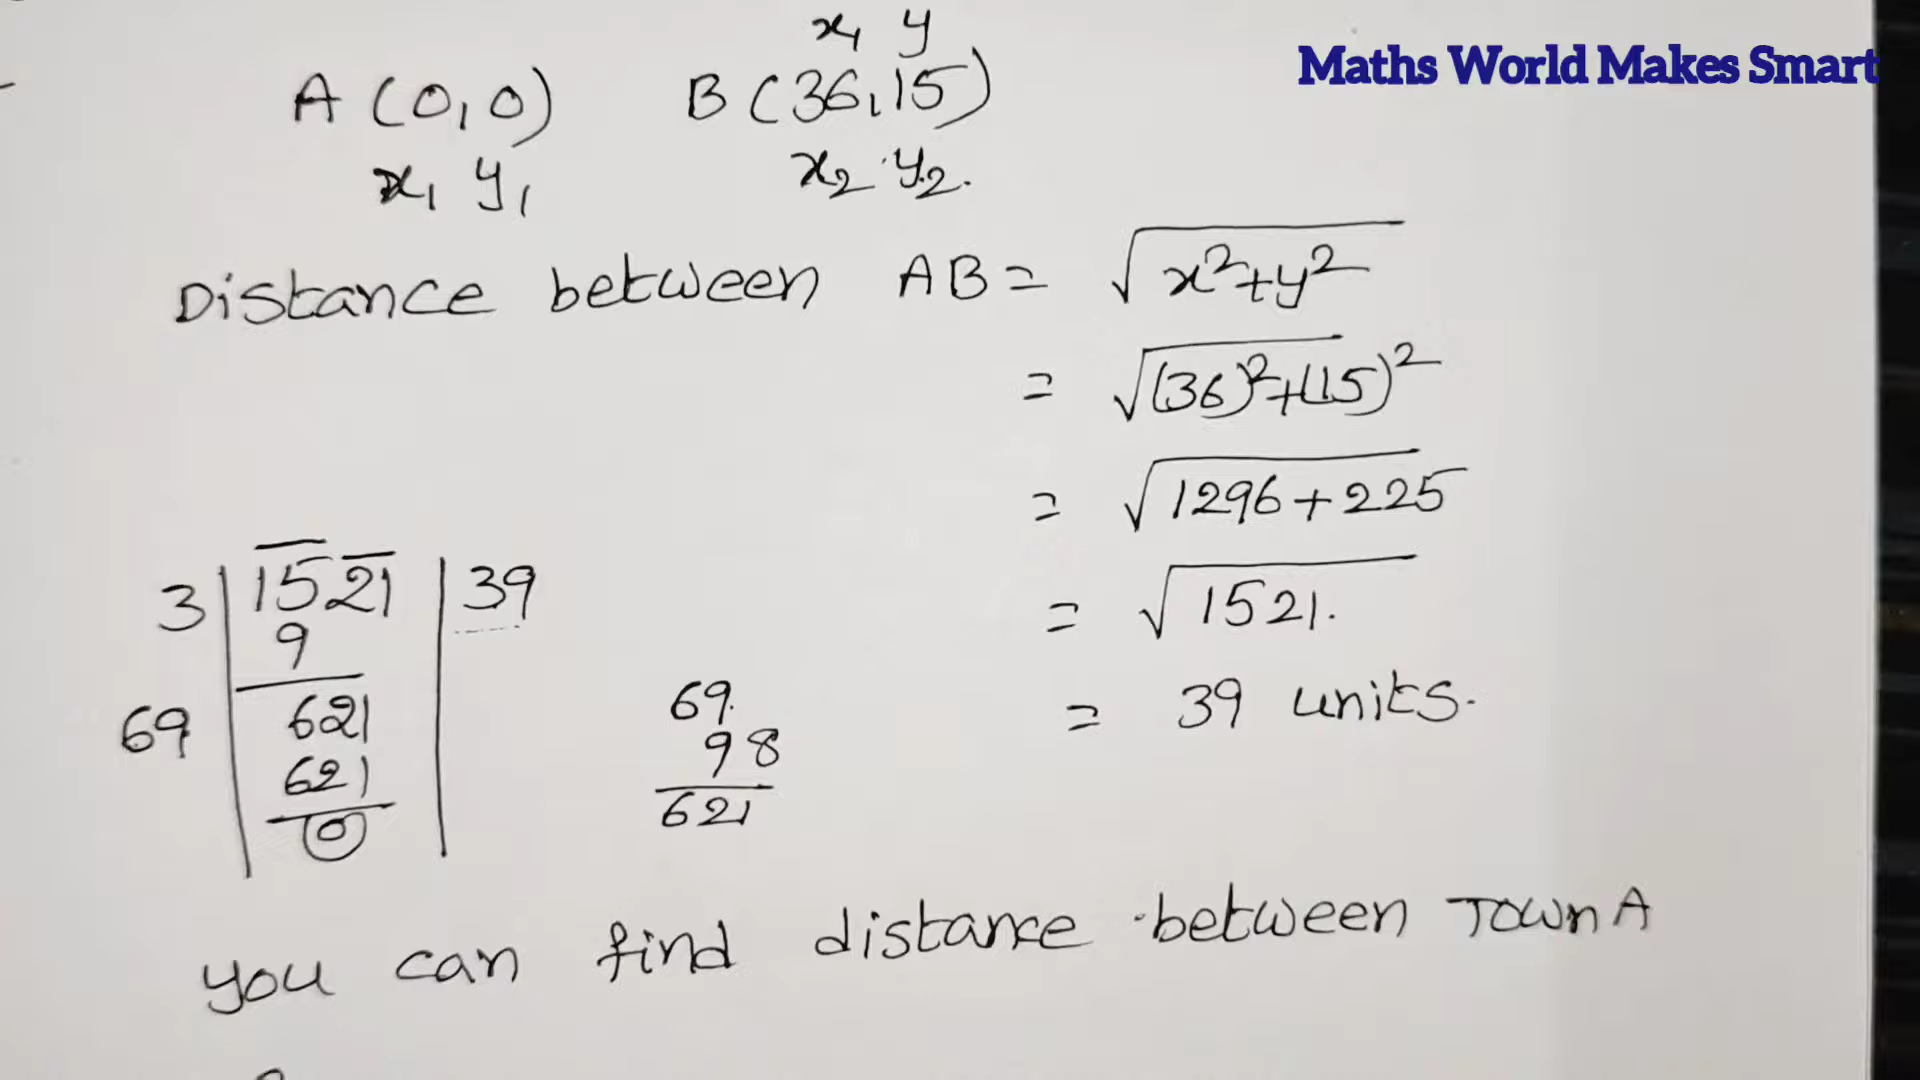 x, y
Maths World Makes Smart
A (0,0) B (36,15)
x₁ y₁ x₂ y₂.
Distance between AB = √x²+y²
= √(36)²+(15)²
= √1296+225
3 | 1521 | 39
= √1521.
9
69 | 621
69.
= 39 units.
98
621
621
0
you can find distance between Town A